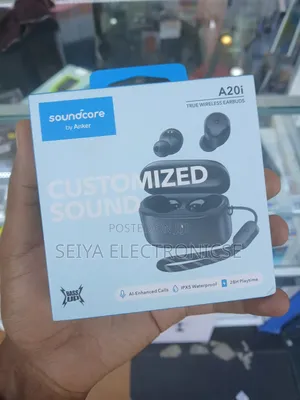 soundcore
by Anker
A20i
TRUE WIRELESS EARBUDS
CUSTOMIZED
SOUND
POSTED
SEIYA ELECTRONICSE
BASS
AI-Enhanced Calls
IPX5 Waterproof
28H Playtime